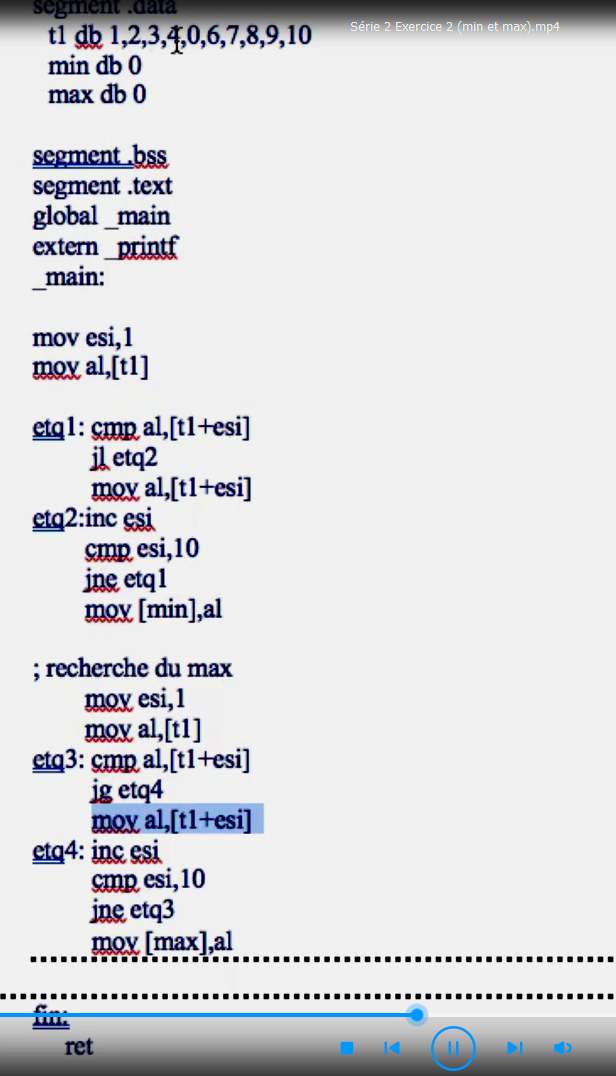 segment .data
Série 2 Exercice 2 (min et max).mp4
t1 db 1,2,3,4,0,6,7,8,9,10
min db 0
max db 0
segment .bss
segment .text
global _main
extern _printf
_main:
mov esi,1
mov al,[t1]
etq1: cmp al,[t1+esi]
jl etq2
mov al,[t1+esi]
etq2:inc esi
cmp esi,10
jne etq1
mov [min],al
; recherche du max
mov esi,1
mov al,[t1]
etq3: cmp al,[t1+esi]
jg etq4
mov al,[t1+esi]
etq4: inc esi
cmp esi,10
jne etq3
mov [max],al
fin:
ret